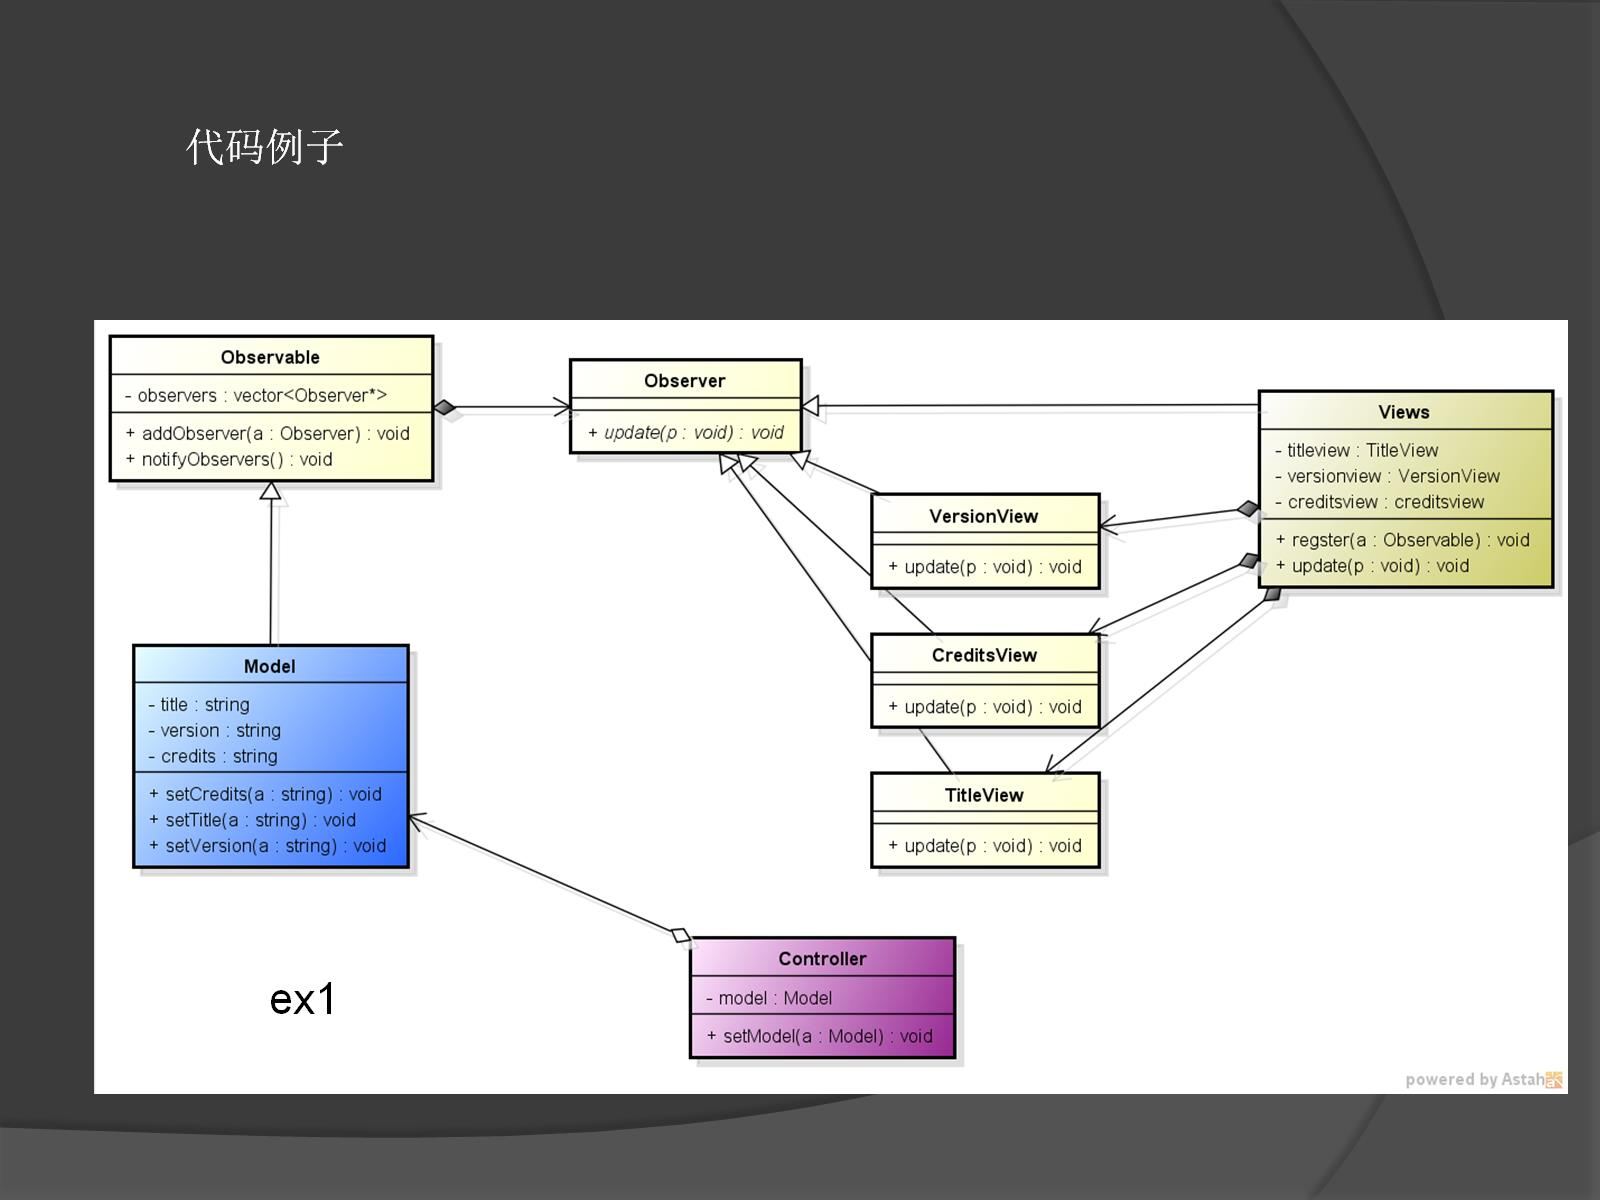 代码例子
Observable
- observers : vector<Observer*>
+ addObserver(a : Observer) : void
+ notifyObservers() : void
Observer
+ update(p : void) : void
Views
- titleview : TitleView
- versionview : VersionView
- creditsview : creditsview
+ regster(a : Observable) : void
+ update(p : void) : void
VersionView
+ update(p : void) : void
CreditsView
+ update(p : void) : void
TitleView
+ update(p : void) : void
Model
- title : string
- version : string
- credits : string
+ setCredits(a : string) : void
+ setTitle(a : string) : void
+ setVersion(a : string) : void
Controller
- model : Model
+ setModel(a : Model) : void
ex1
powered by Astah